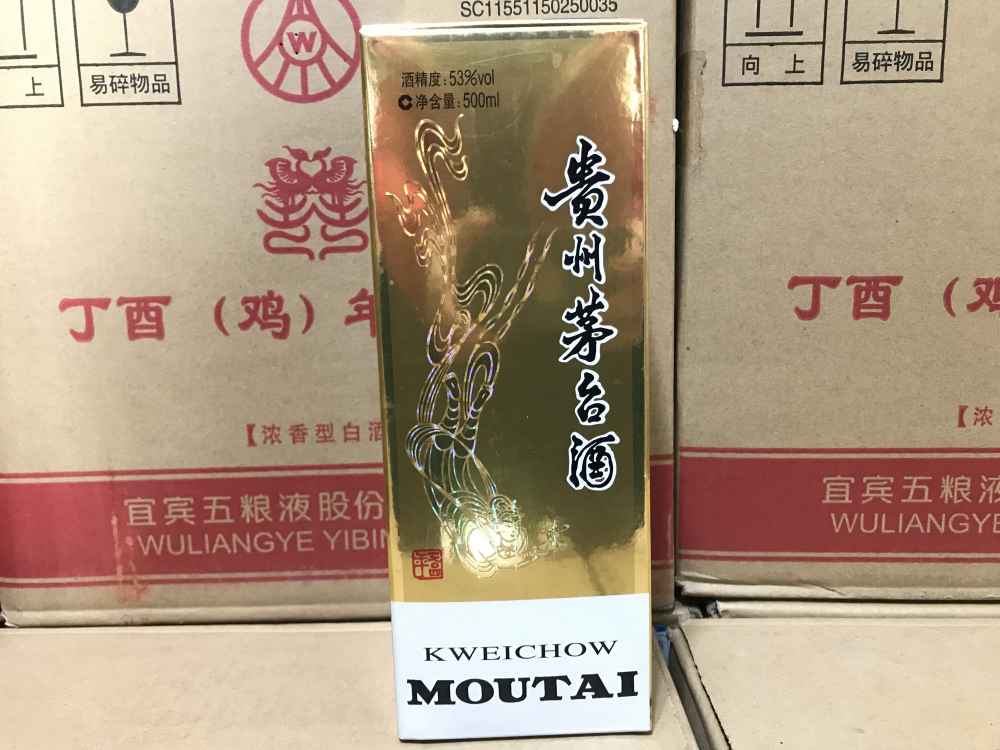 SC11551150250035
上
易碎物品
W
向 上
易碎物品
酒精度:53%vol
净含量:500ml
貴州茅台酒
丁酉（鸡）年
丁酉（鸡
【浓香型白酒
【浓
宜宾五粮液股份
WULIANGYE YIBIN
宜宾五粮液
WULIANGYE
KWEICHOW
MOUTAI